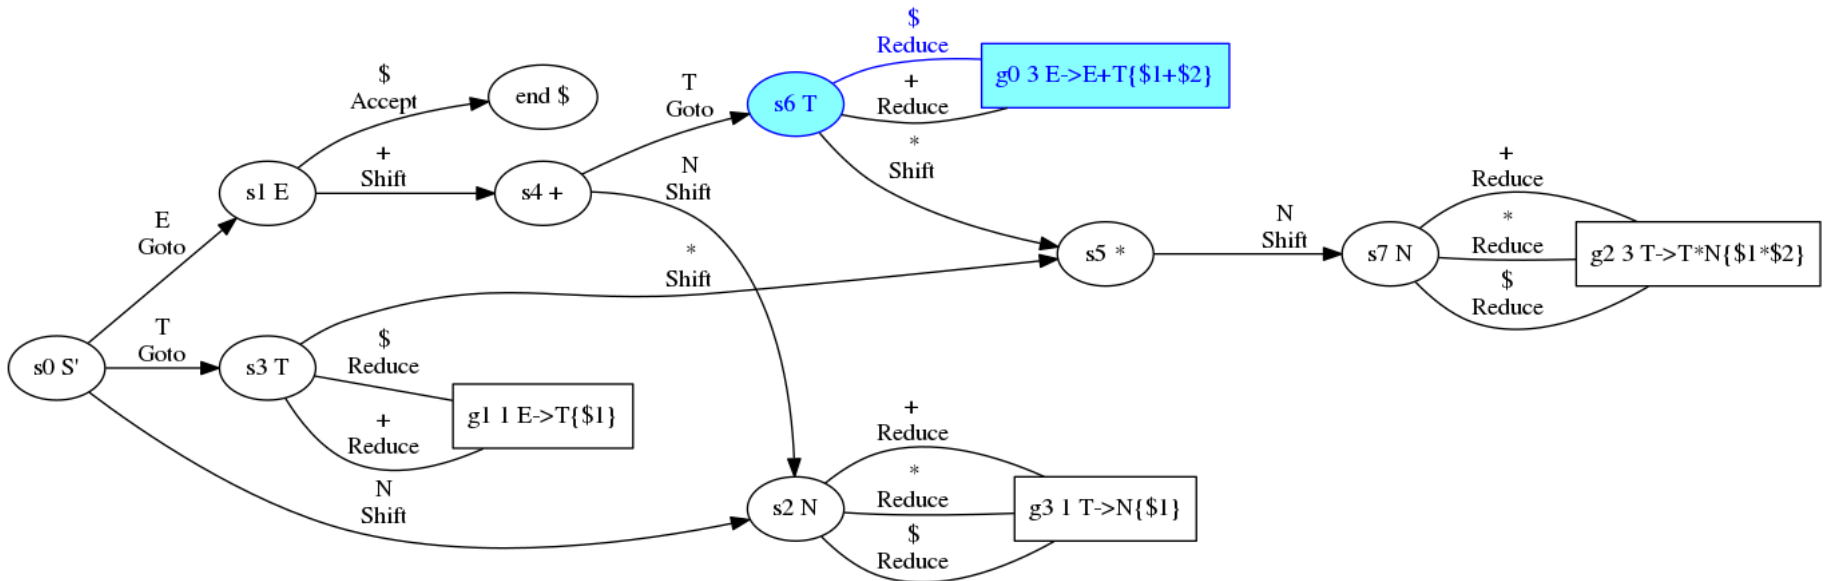 s0 S'
E
Goto
T
Goto
N
Shift
s1 E
$
Accept
end $
+
Shift
s4 +
s3 T
*
Shift
$
Reduce
+
Reduce
g1 1 E->T{$1}
T
Goto
N
Shift
s6 T
$
Reduce
+
Reduce
g0 3 E->E+T{$1+$2}
*
Shift
s5 *
N
Shift
s7 N
+
Reduce
*
Reduce
$
Reduce
g2 3 T->T*N{$1*$2}
s2 N
+
Reduce
*
Reduce
$
Reduce
g3 1 T->N{$1}